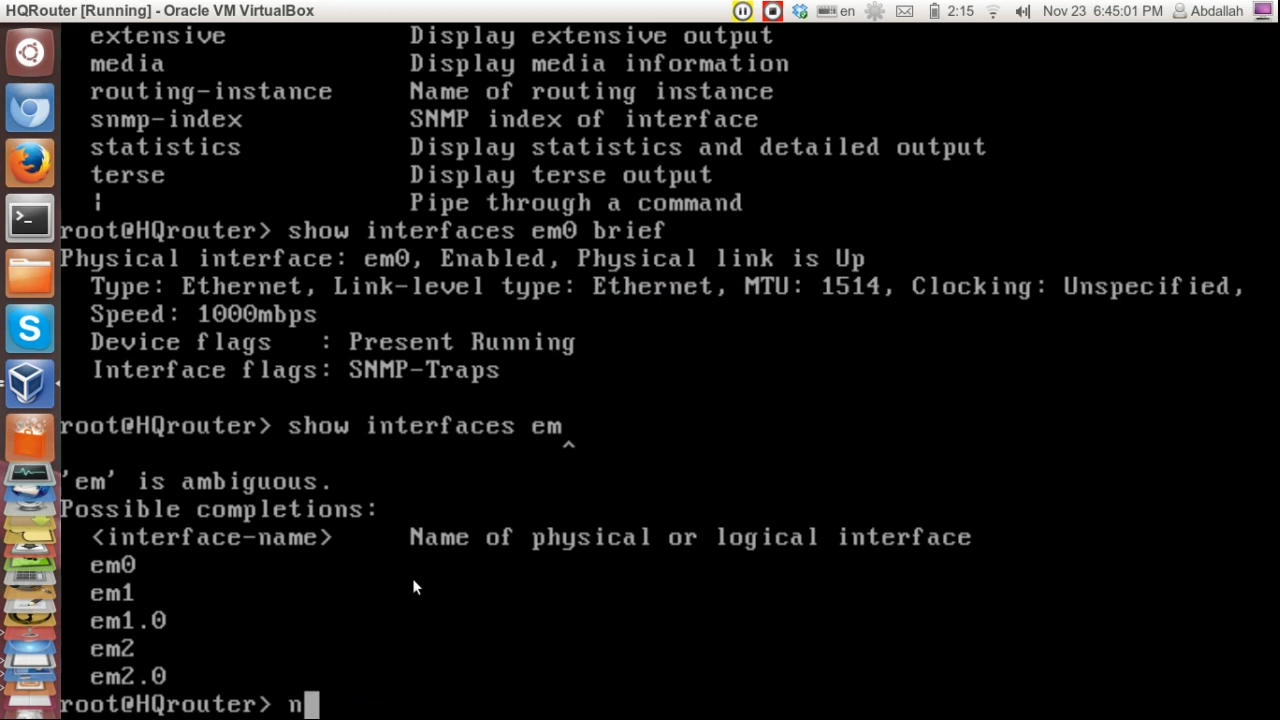 HQRouter [Running] - Oracle VM VirtualBox en 2:15 Nov 23 6:45:01 PM Abdallah
extensive Display extensive output
media Display media information
routing-instance Name of routing instance
snmp-index SNMP index of interface
statistics Display statistics and detailed output
terse Display terse output
| Pipe through a command
root@HQrouter> show interfaces em0 brief
Physical interface: em0, Enabled, Physical link is Up
Type: Ethernet, Link-level type: Ethernet, MTU: 1514, Clocking: Unspecified,
Speed: 1000mbps
Device flags : Present Running
Interface flags: SNMP-Traps
root@HQrouter> show interfaces em
^
'em' is ambiguous.
Possible completions:
<interface-name> Name of physical or logical interface
em0
em1
em1.0
em2
em2.0
root@HQrouter> n